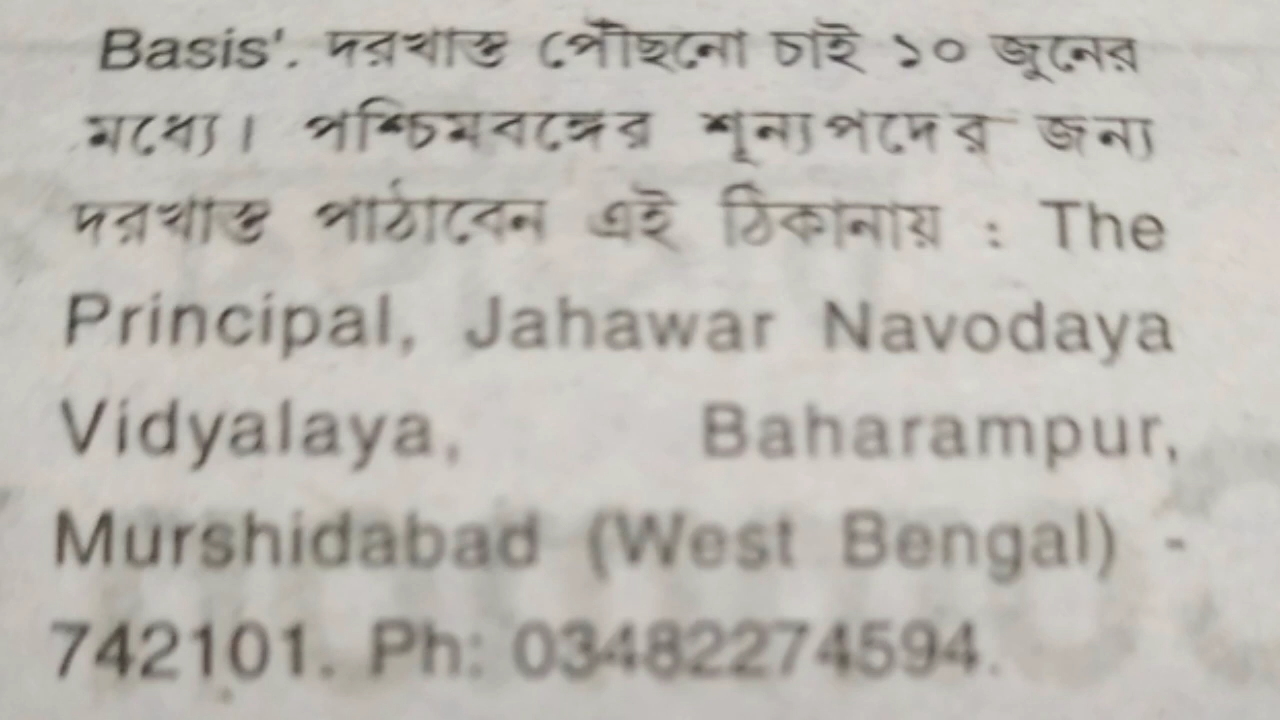 Basis'. দরখাস্ত পৌঁছনো চাই ১০ জুনের
মধ্যে। পশ্চিমবঙ্গের শূন্যপদের জন্য
দরখাস্ত পাঠাবেন এই ঠিকানায় : The
Principal, Jahawar Navodaya
Vidyalaya, Baharampur,
Murshidabad (West Bengal) -
742101. Ph: 03482274594.